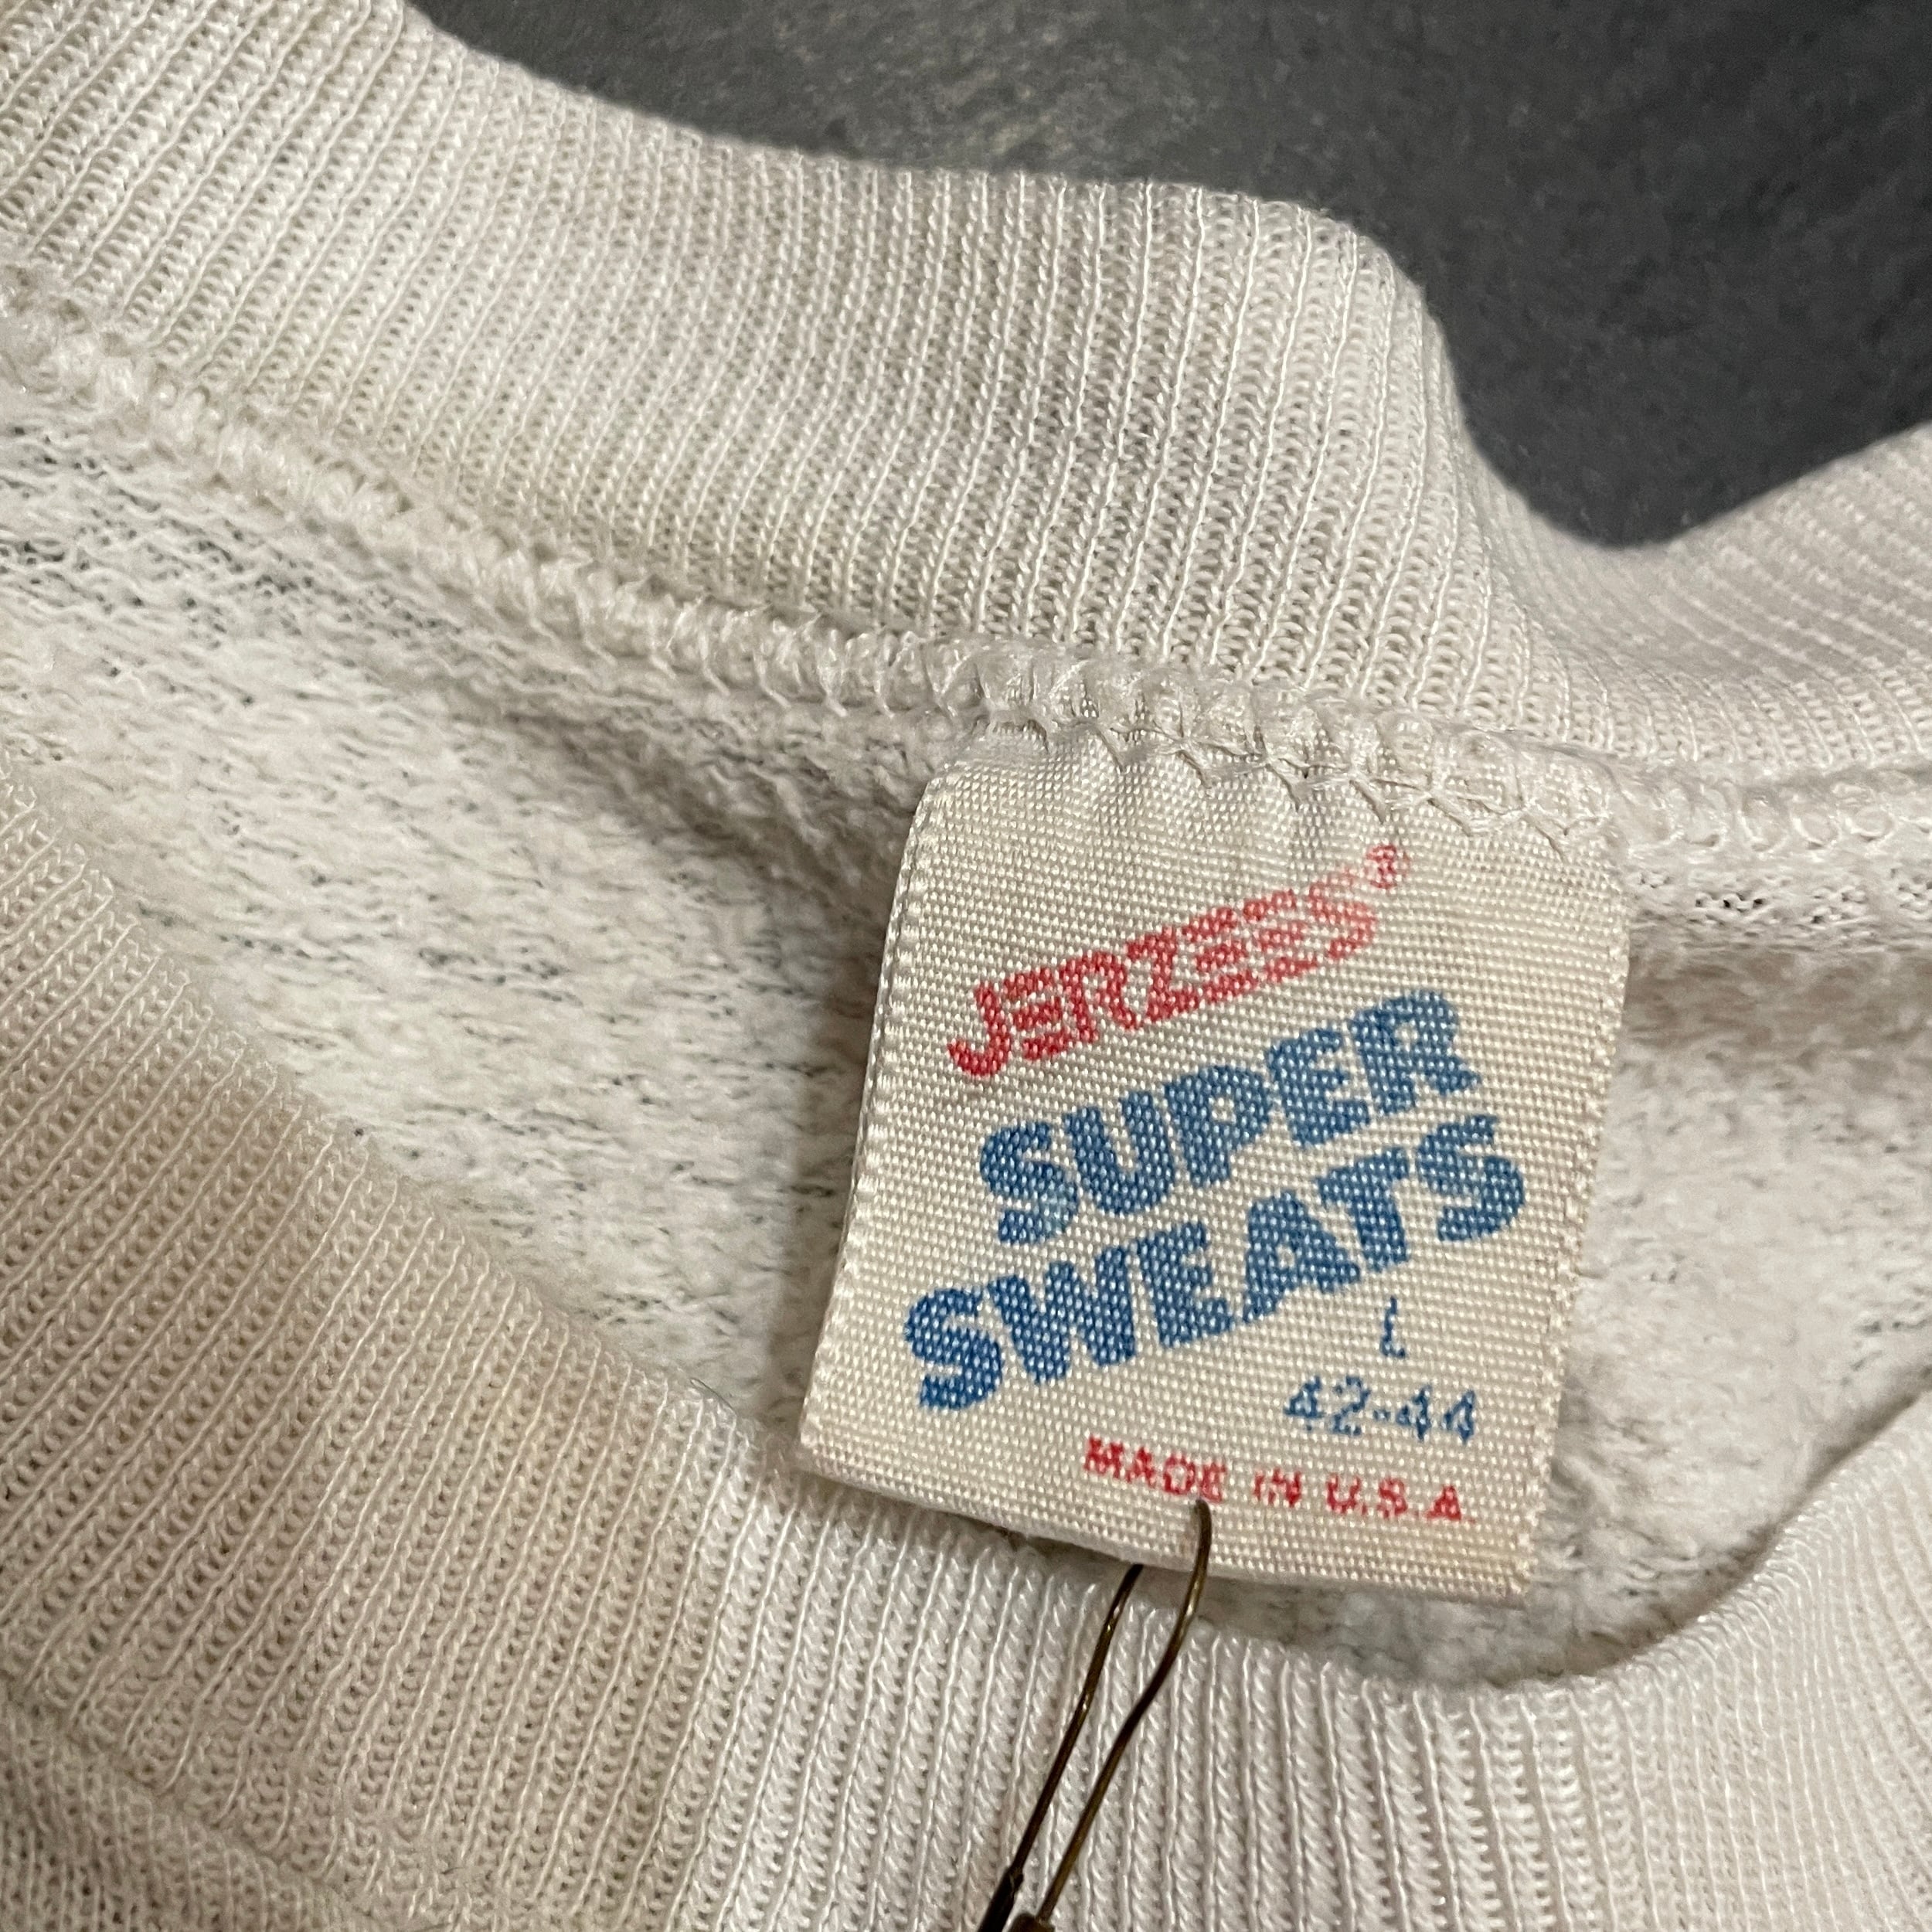 JERZEES®
SUPER
SWEATS
L
42-44
MADE IN U.S.A.